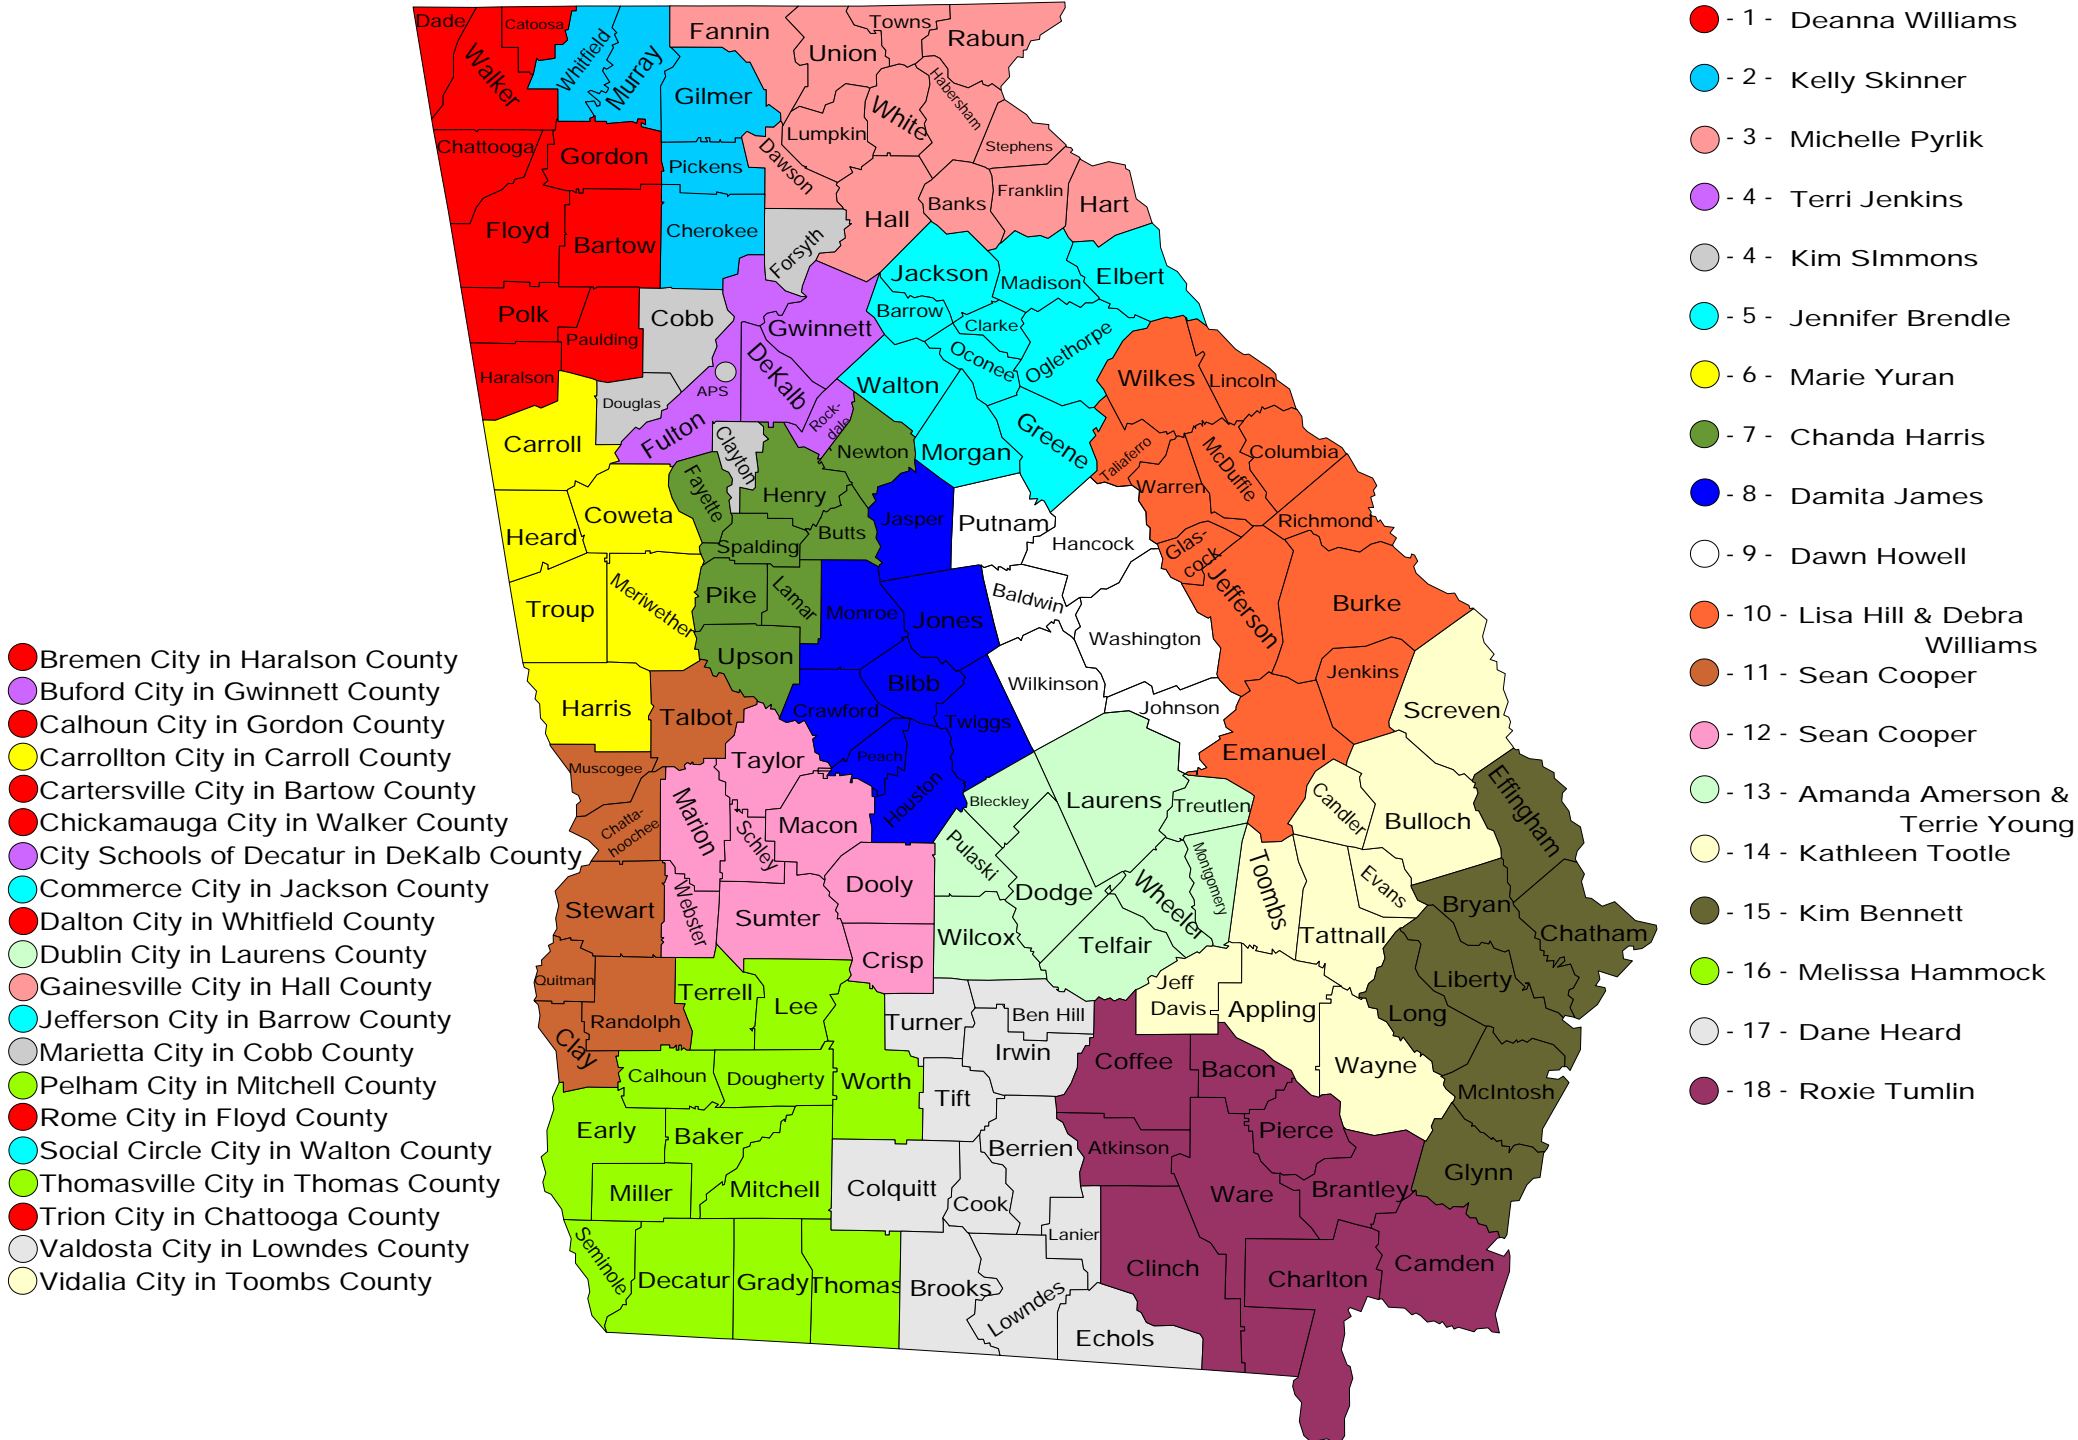 Dade
Catoosa
Walker
Whitfield
Murray
Fannin
Union
Towns
Rabun
Gilmer
White
Habersham
Lumpkin
Stephens
Chattooga
Gordon
Pickens
Dawson
Hall
Banks
Franklin
Hart
Floyd
Bartow
Cherokee
Forsyth
Jackson
Madison
Elbert
Polk
Paulding
Cobb
Gwinnett
Barrow
Clarke
Oconee
Oglethorpe
Haralson
Douglas
APS
DeKalb
Rock-
dale
Walton
Wilkes
Lincoln
Carroll
Fulton
Clayton
Newton
Morgan
Greene
Taliaferro
McDuffie
Columbia
Warren
Richmond
Heard
Coweta
Fayette
Henry
Spalding
Butts
Jasper
Putnam
Hancock
Glas-
cock
Jefferson
Burke
Troup
Meriwether
Pike
Lamar
Monroe
Jones
Baldwin
Washington
Upson
Bibb
Wilkinson
Johnson
Jenkins
Screven
Harris
Talbot
Crawford
Twiggs
Peach
Houston
Emanuel
Muscogee
Taylor
Chatta-
hoochee
Marion
Schley
Macon
Bleckley
Laurens
Treutlen
Candler
Bulloch
Effingham
Pulaski
Dodge
Wheeler
Montgomery
Toombs
Evans
Stewart
Webster
Sumter
Dooly
Crisp
Wilcox
Telfair
Tattnall
Bryan
Chatham
Quitman
Randolph
Clay
Terrell
Lee
Turner
Ben Hill
Irwin
Jeff
Davis
Appling
Long
Liberty
Wayne
McIntosh
Calhoun
Dougherty
Worth
Tift
Coffee
Bacon
Early
Baker
Miller
Mitchell
Colquitt
Cook
Berrien
Atkinson
Pierce
Ware
Brantley
Glynn
Seminole
Decatur
Grady
Thomas
Brooks
Lowndes
Lanier
Echols
Clinch
Charlton
Camden
Bremen City in Haralson County
Buford City in Gwinnett County
Calhoun City in Gordon County
Carrollton City in Carroll County
Cartersville City in Bartow County
Chickamauga City in Walker County
City Schools of Decatur in DeKalb County
Commerce City in Jackson County
Dalton City in Whitfield County
Dublin City in Laurens County
Gainesville City in Hall County
Jefferson City in Barrow County
Marietta City in Cobb County
Pelham City in Mitchell County
Rome City in Floyd County
Social Circle City in Walton County
Thomasville City in Thomas County
Trion City in Chattooga County
Valdosta City in Lowndes County
Vidalia City in Toombs County
- 1 - Deanna Williams
- 2 - Kelly Skinner
- 3 - Michelle Pyrlik
- 4 - Terri Jenkins
- 4 - Kim SImmons
- 5 - Jennifer Brendle
- 6 - Marie Yuran
- 7 - Chanda Harris
- 8 - Damita James
- 9 - Dawn Howell
- 10 - Lisa Hill & Debra
Williams
- 11 - Sean Cooper
- 12 - Sean Cooper
- 13 - Amanda Amerson &
Terrie Young
- 14 - Kathleen Tootle
- 15 - Kim Bennett
- 16 - Melissa Hammock
- 17 - Dane Heard
- 18 - Roxie Tumlin